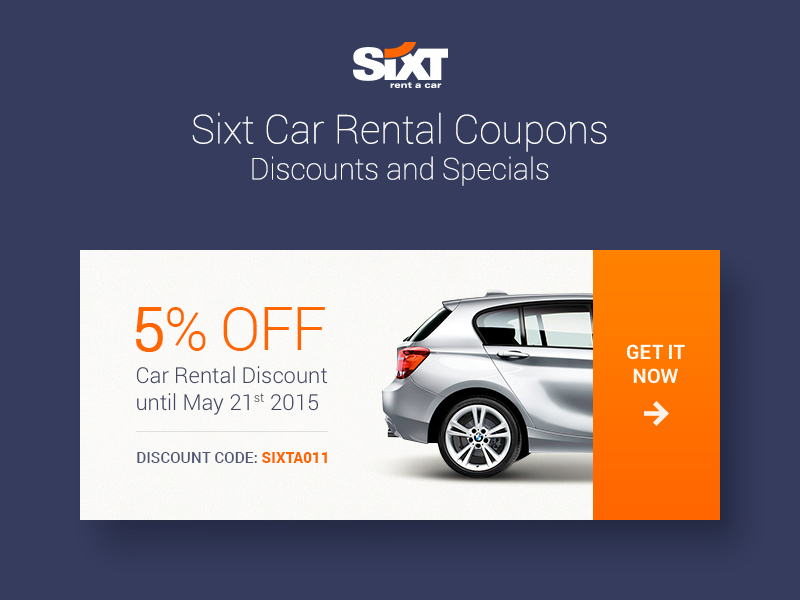 SiXT
rent a car
Sixt Car Rental Coupons
Discounts and Specials
5% OFF
Car Rental Discount
until May 21st 2015
DISCOUNT CODE: SIXTA011
GET IT
NOW